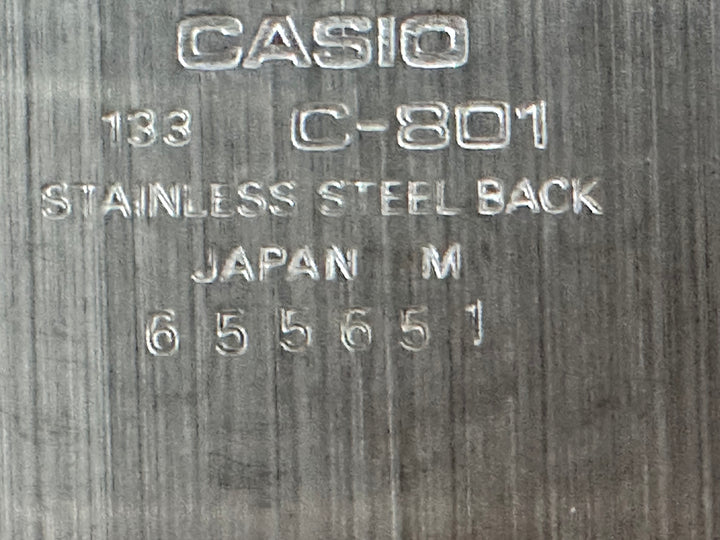 CASIO
133 C-801
STAINLESS STEEL BACK
JAPAN M
655651